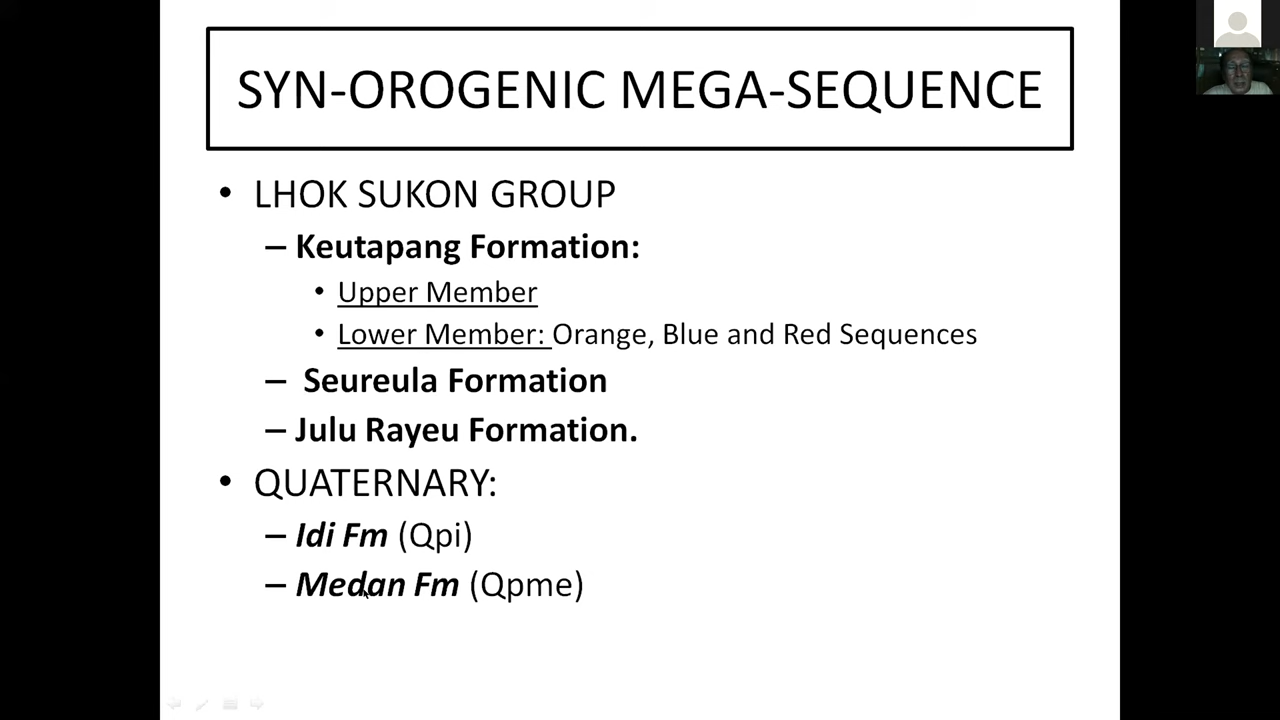 SYN-OROGENIC MEGA-SEQUENCE
• LHOK SUKON GROUP
– Keutapang Formation:
• Upper Member
• Lower Member: Orange, Blue and Red Sequences
– Seureula Formation
– Julu Rayeu Formation.
• QUATERNARY:
– Idi Fm (Qpi)
– Medan Fm (Qpme)